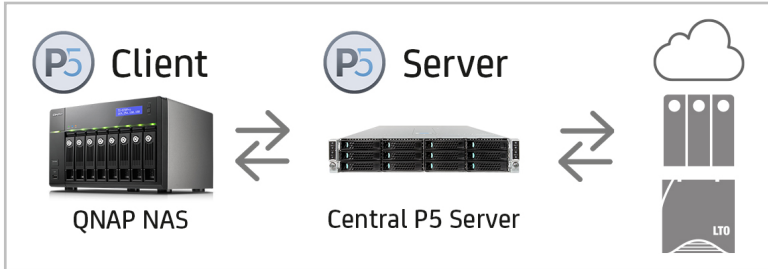 P5 Client
P5 Server
QNAP NAS
Central P5 Server
LTO